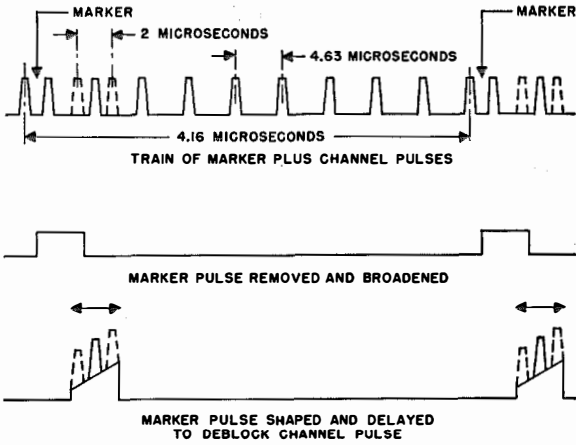 MARKER
MARKER
2 MICROSECONDS
4.63 MICROSECONDS
4.16 MICROSECONDS
TRAIN OF MARKER PLUS CHANNEL PULSES
MARKER PULSE REMOVED AND BROADENED
MARKER PULSE SHAPED AND DELAYED
TO DEBLOCK CHANNEL PULSE